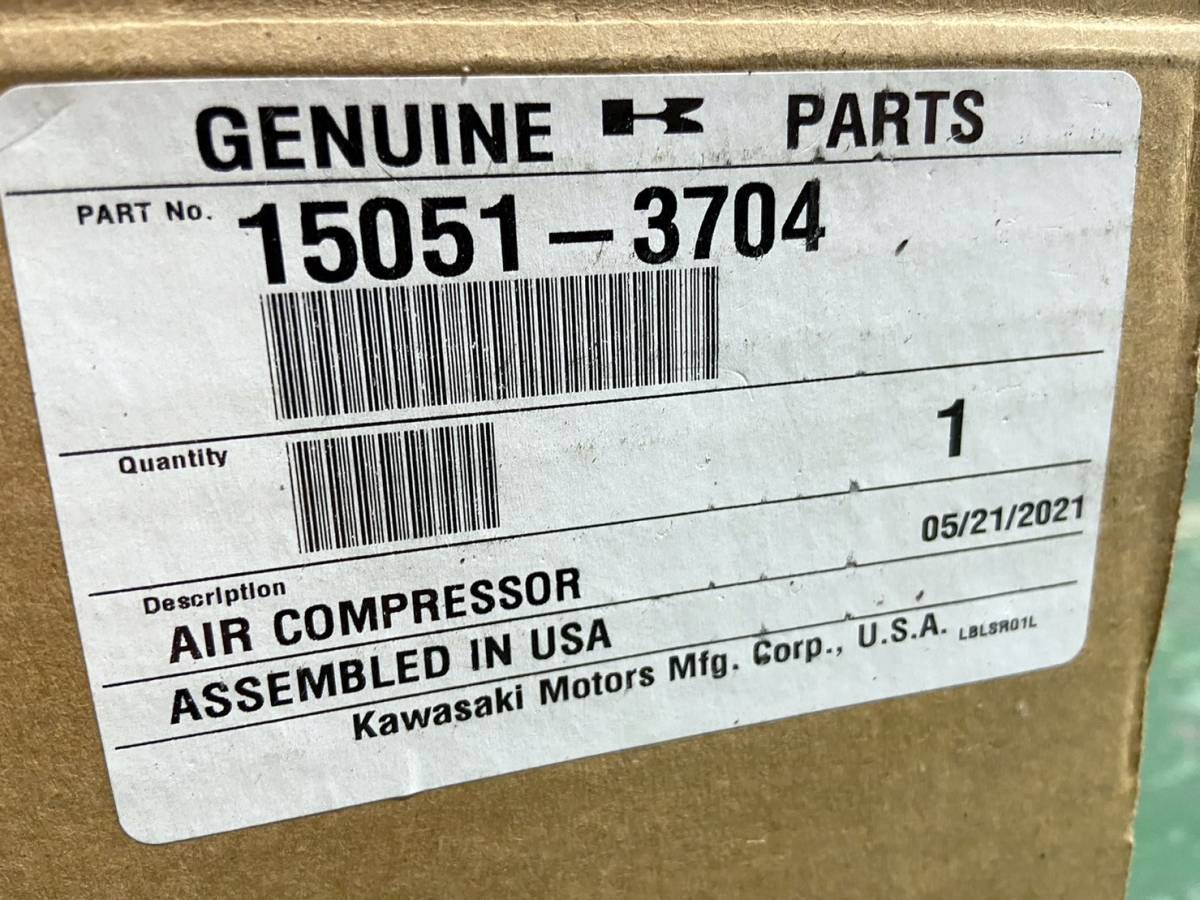 GENUINE K PARTS
PART No. 15051-3704
Quantity 1
05/21/2021
Description
AIR COMPRESSOR
ASSEMBLED IN USA
Kawasaki Motors Mfg. Corp., U.S.A. LBLSR01L